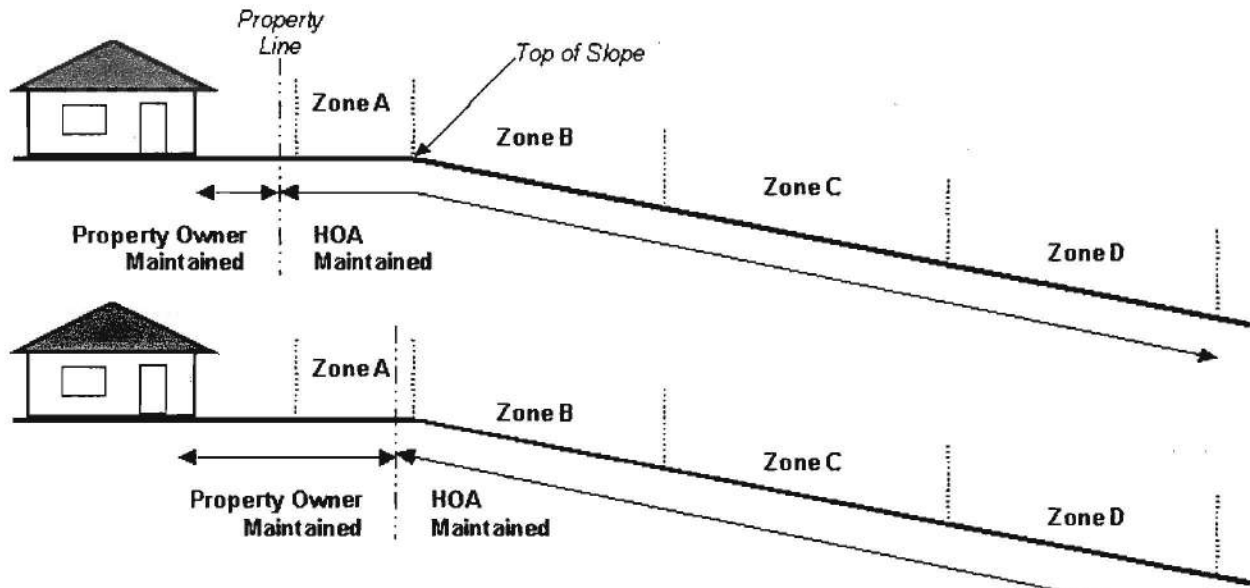 Property
Line
Top of Slope
Zone A
Zone B
Zone C
Zone D
Property Owner
Maintained
HOA
Maintained
Zone A
Zone B
Zone C
Zone D
Property Owner
Maintained
HOA
Maintained